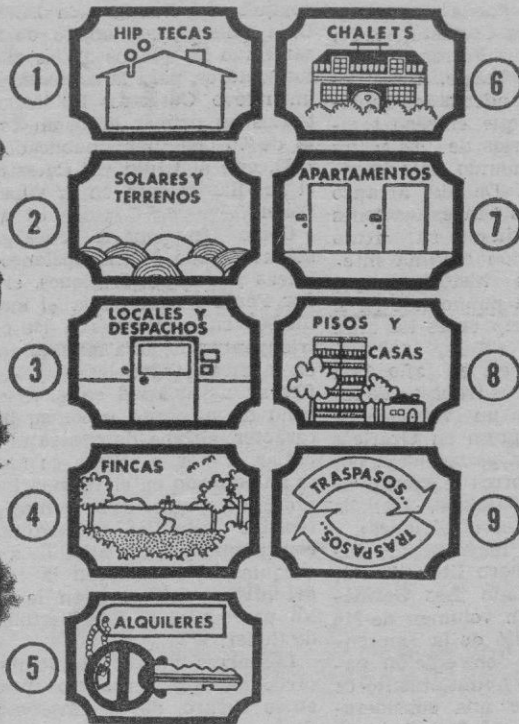 1
HIP TECAS
2
SOLARES Y
TERRENOS
3
LOCALES Y
DESPACHOS
4
FINCAS
5
ALQUILERES
6
CHALETS
7
APARTAMENTOS
8
PISOS Y
CASAS
9
TRASPASOS..
TRASPASOS..